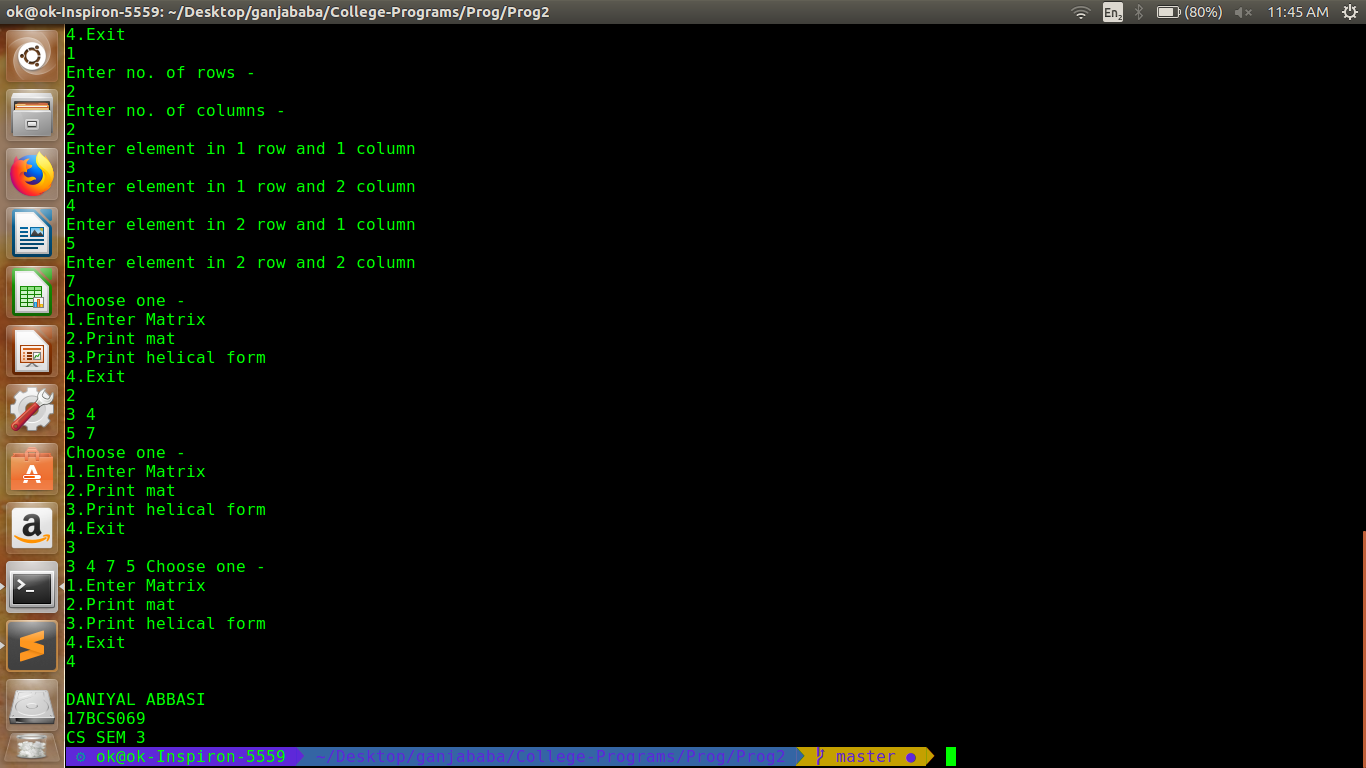 ok@ok-Inspiron-5559: ~/Desktop/ganjababa/College-Programs/Prog/Prog2
En2 (80%) 11:45 AM
4.Exit
1
Enter no. of rows -
2
Enter no. of columns -
2
Enter element in 1 row and 1 column
3
Enter element in 1 row and 2 column
4
Enter element in 2 row and 1 column
5
Enter element in 2 row and 2 column
7
Choose one -
1.Enter Matrix
2.Print mat
3.Print helical form
4.Exit
2
3 4
5 7
Choose one -
1.Enter Matrix
2.Print mat
3.Print helical form
4.Exit
3
3 4 7 5 Choose one -
1.Enter Matrix
2.Print mat
3.Print helical form
4.Exit
4
DANIYAL ABBASI
17BCS069
CS SEM 3
ok@ok-Inspiron-5559 ~/Desktop/ganjababa/College-Programs/Prog/Prog2 master ●